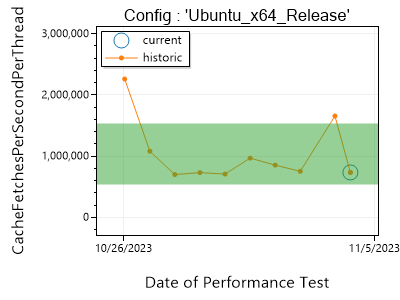 Config : 'Ubuntu_x64_Release'
CacheFetchesPerSecondPerThread
current
historic
3,000,000
2,000,000
1,000,000
0
10/26/2023
11/5/2023
Date of Performance Test